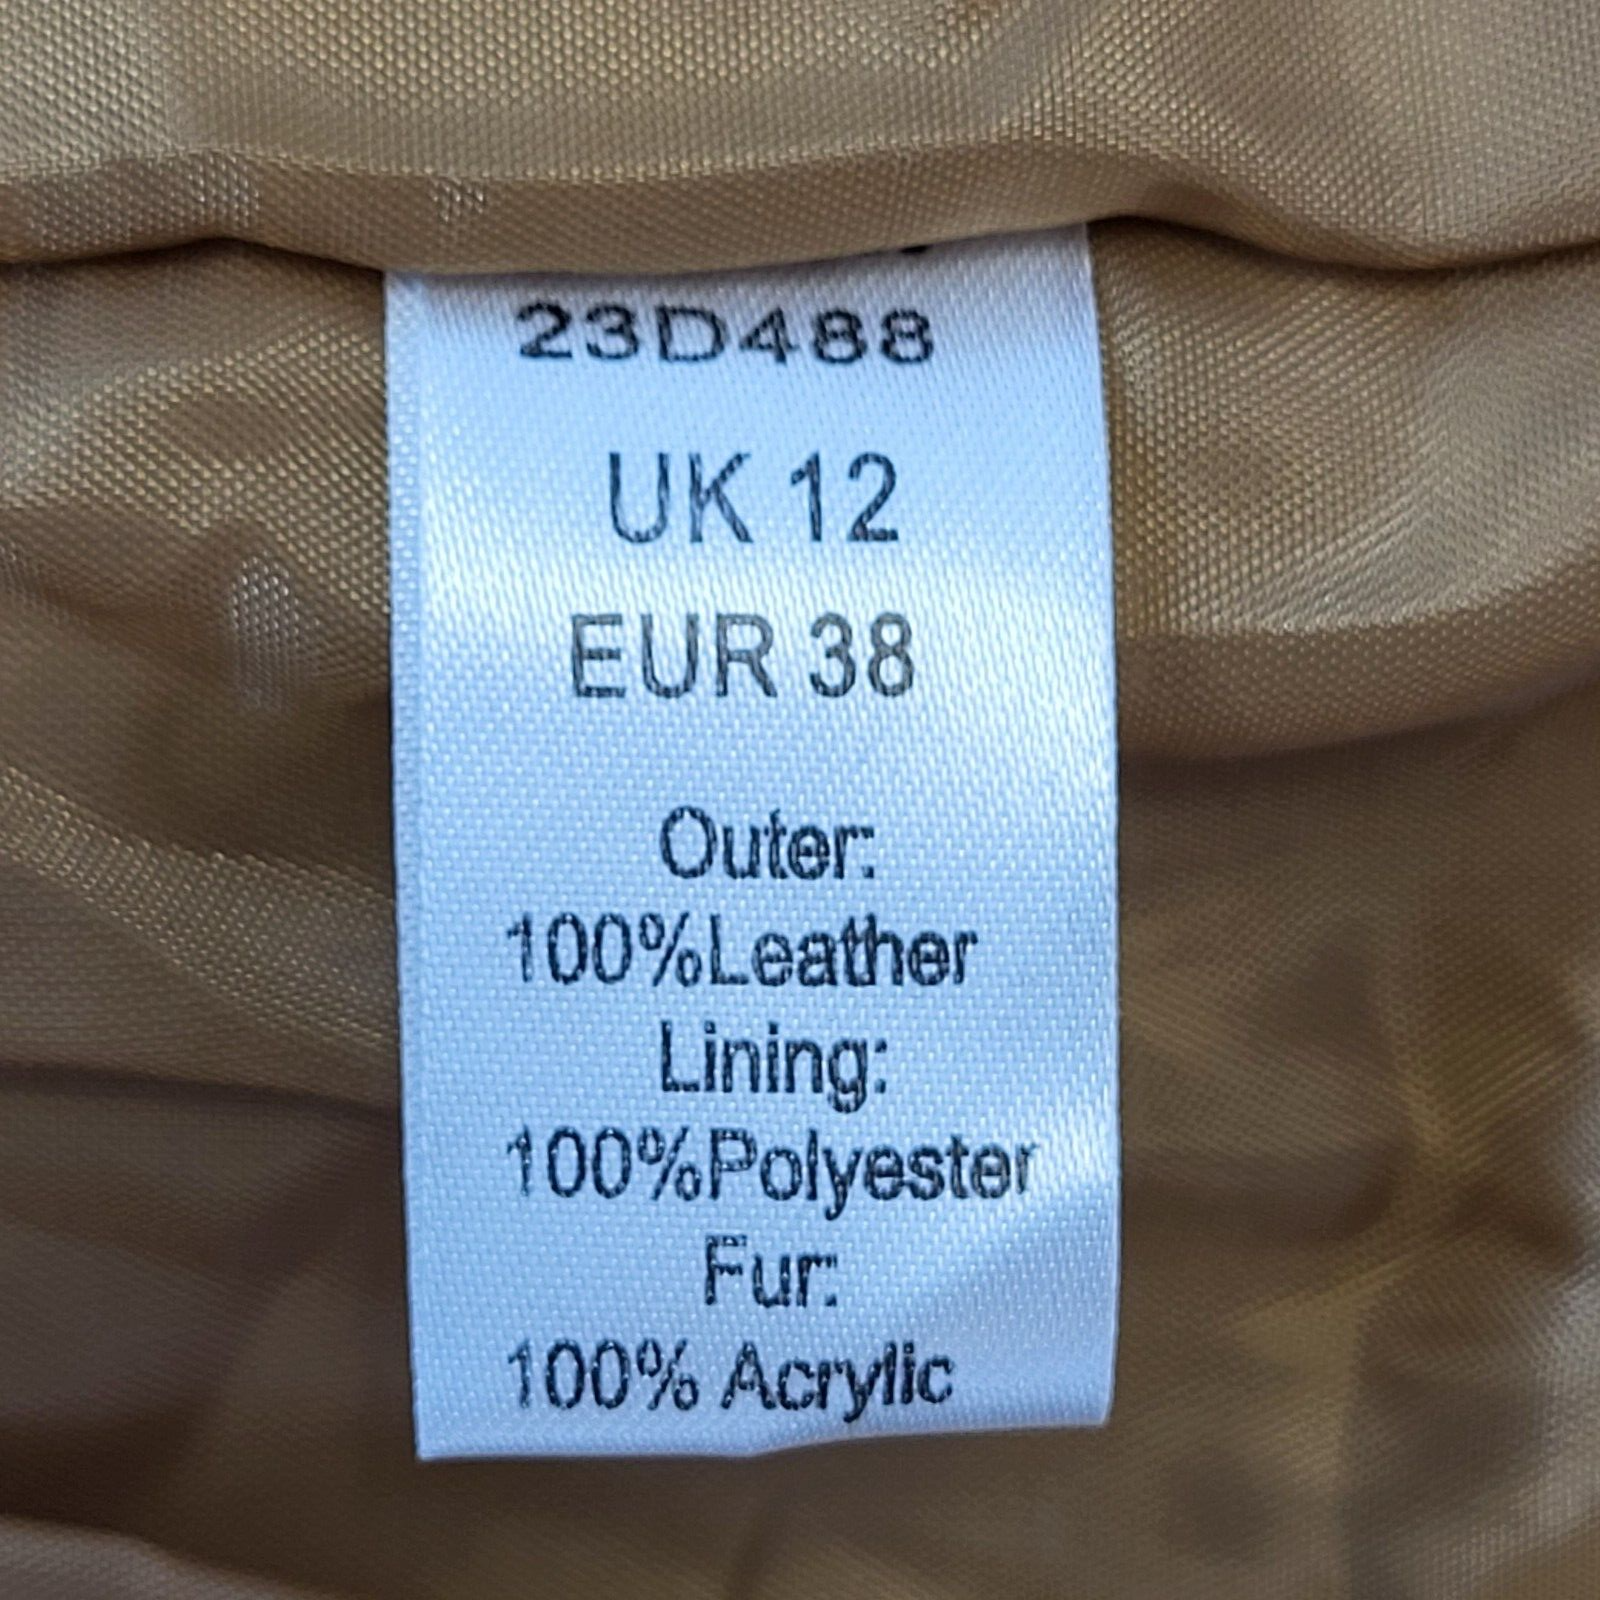 23D488
UK 12
EUR 38
Outer:
100%Leather
Lining:
100%Polyester
Fur:
100% Acrylic